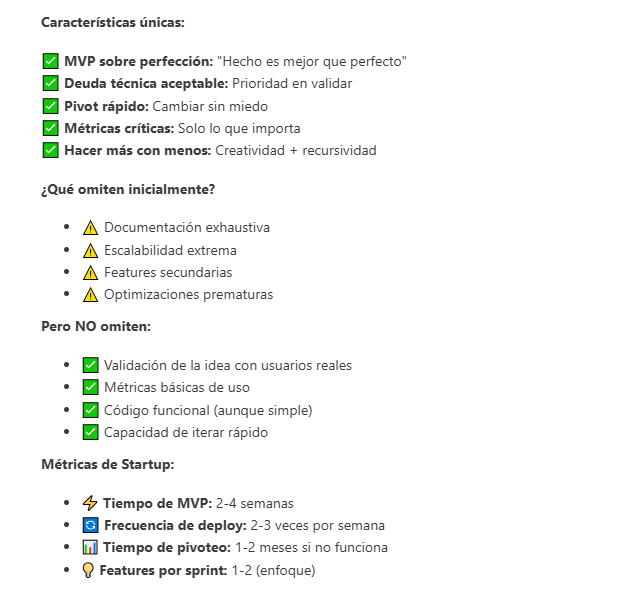 Características únicas:
✅ MVP sobre perfección: "Hecho es mejor que perfecto"
✅ Deuda técnica aceptable: Prioridad en validar
✅ Pivot rápido: Cambiar sin miedo
✅ Métricas críticas: Solo lo que importa
✅ Hacer más con menos: Creatividad + recursividad
¿Qué omiten inicialmente?
• ⚠️ Documentación exhaustiva
• ⚠️ Escalabilidad extrema
• ⚠️ Features secundarias
• ⚠️ Optimizaciones prematuras
Pero NO omiten:
• ✅ Validación de la idea con usuarios reales
• ✅ Métricas básicas de uso
• ✅ Código funcional (aunque simple)
• ✅ Capacidad de iterar rápido
Métricas de Startup:
• ⚡ Tiempo de MVP: 2-4 semanas
• 🔄 Frecuencia de deploy: 2-3 veces por semana
• 📊 Tiempo de pivoteo: 1-2 meses si no funciona
• 💡 Features por sprint: 1-2 (enfoque)